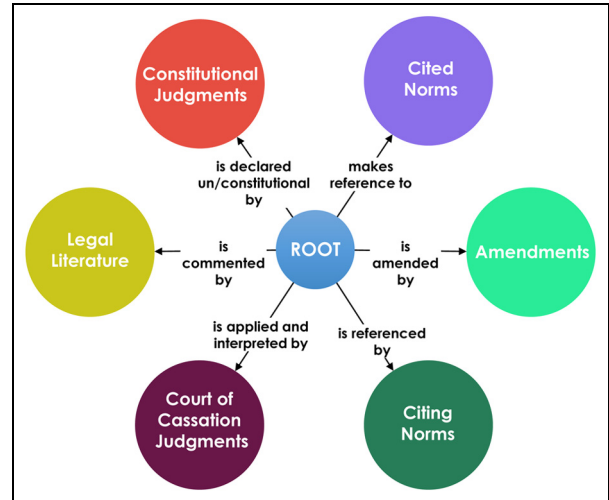 Constitutional
Judgments
Cited
Norms
is declared
un/constitutional
by
makes
reference to
Legal
Literature
is
commented
by
ROOT
is
amended
by
Amendments
is applied and
interpreted by
is referenced
by
Court of
Cassation
Judgments
Citing
Norms